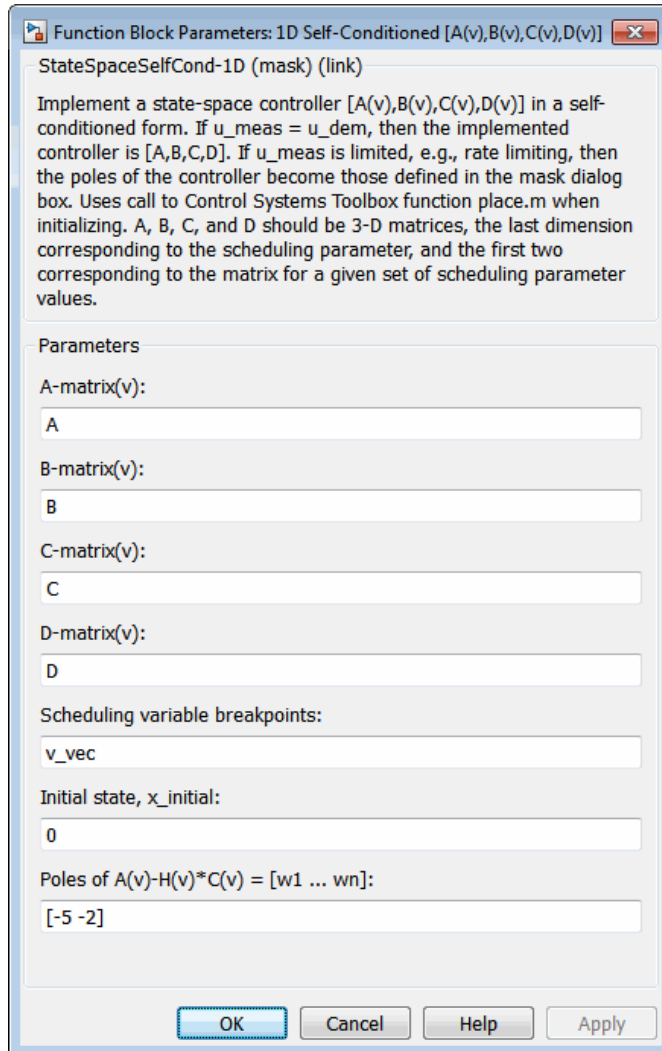 Function Block Parameters: 1D Self-Conditioned [A(v),B(v),C(v),D(v)]
StateSpaceSelfCond-1D (mask) (link)
Implement a state-space controller [A(v),B(v),C(v),D(v)] in a self-
conditioned form. If u_meas = u_dem, then the implemented
controller is [A,B,C,D]. If u_meas is limited, e.g., rate limiting, then
the poles of the controller become those defined in the mask dialog
box. Uses call to Control Systems Toolbox function place.m when
initializing. A, B, C, and D should be 3-D matrices, the last dimension
corresponding to the scheduling parameter, and the first two
corresponding to the matrix for a given set of scheduling parameter
values.
Parameters
A-matrix(v):
A
B-matrix(v):
B
C-matrix(v):
C
D-matrix(v):
D
Scheduling variable breakpoints:
v_vec
Initial state, x_initial:
0
Poles of A(v)-H(v)*C(v) = [w1 ... wn]:
[-5 -2]
OK Cancel Help Apply